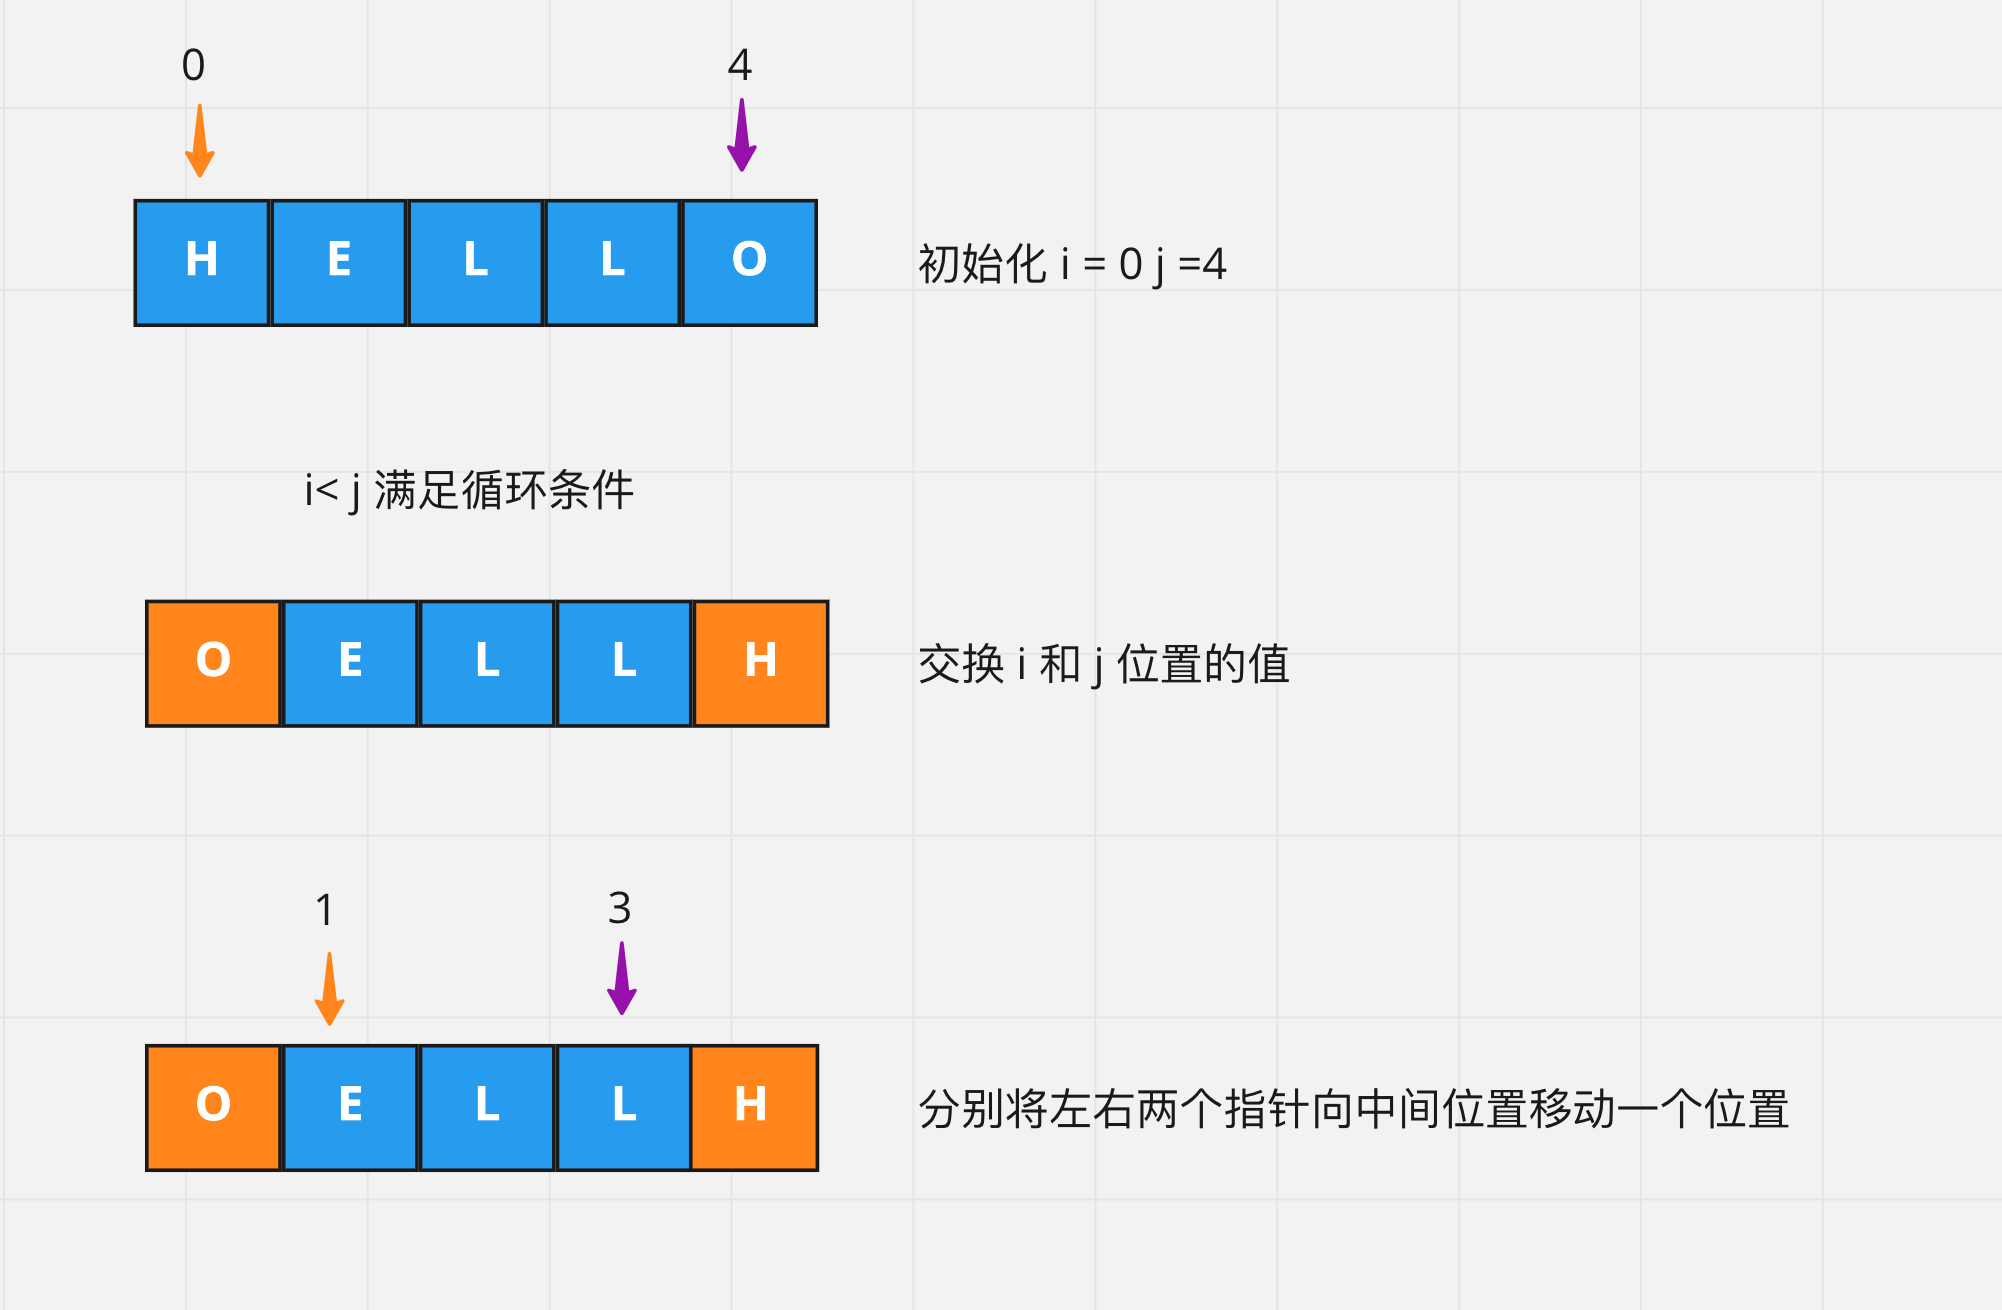 0 4
H E L L O
初始化 i = 0 j =4
i< j 满足循环条件
O E L L H
交换 i 和 j 位置的值
1 3
O E L L H
分别将左右两个指针向中间位置移动一个位置